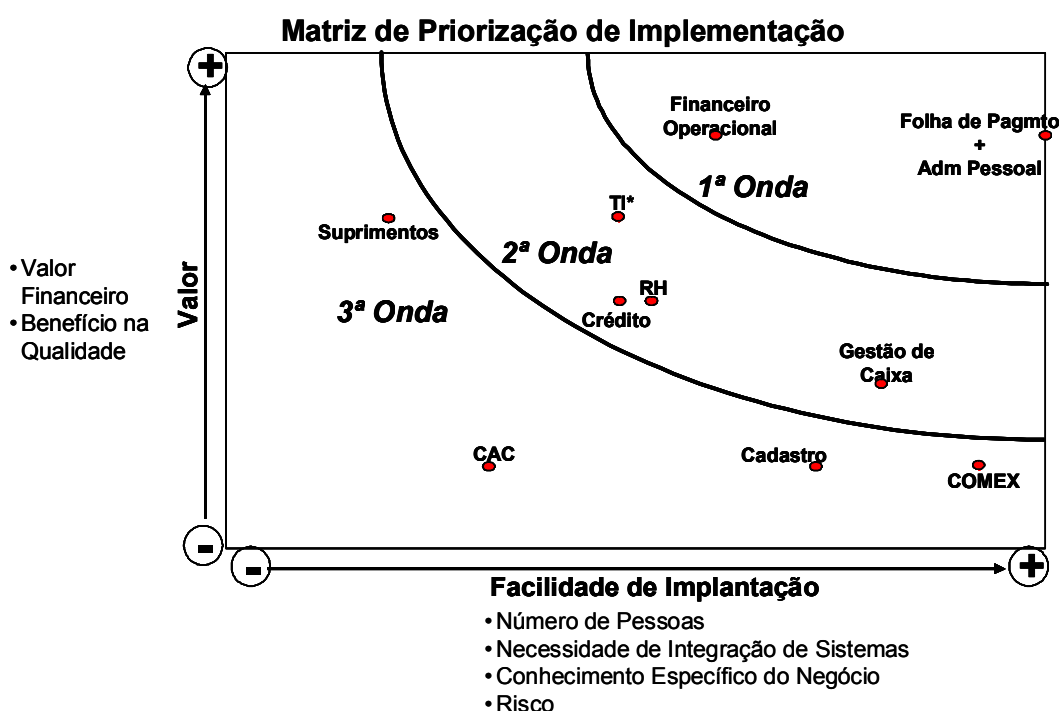 Matriz de Priorização de Implementação
+
Financeiro
Operacional
Folha de Pagmto
+
Adm Pessoal
1ª Onda
TI*
Suprimentos
2ª Onda
• Valor
Financeiro
• Benefício na
Qualidade
Valor
3ª Onda
RH
Crédito
Gestão de
Caixa
CAC
Cadastro
COMEX
-
-
+
Facilidade de Implantação
• Número de Pessoas
• Necessidade de Integração de Sistemas
• Conhecimento Específico do Negócio
• Risco